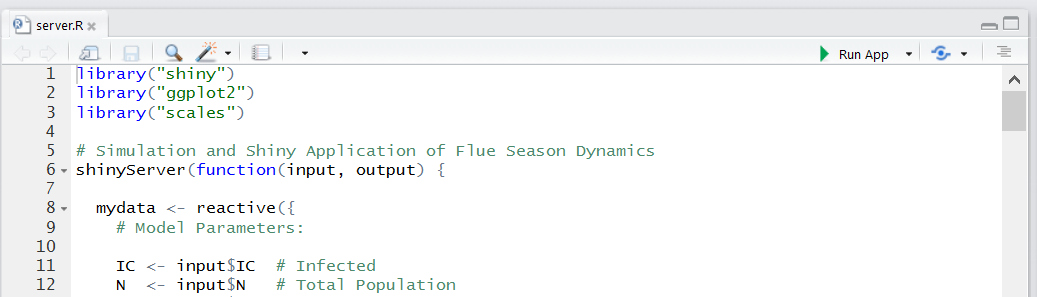 server.R
Run App
1 library("shiny")
2 library("ggplot2")
3 library("scales")
4
5 # Simulation and Shiny Application of Flue Season Dynamics
6 shinyServer(function(input, output) {
7
8   mydata <- reactive({
9     # Model Parameters:
10
11     IC <- input$IC  # Infected
12     N  <- input$N   # Total Population